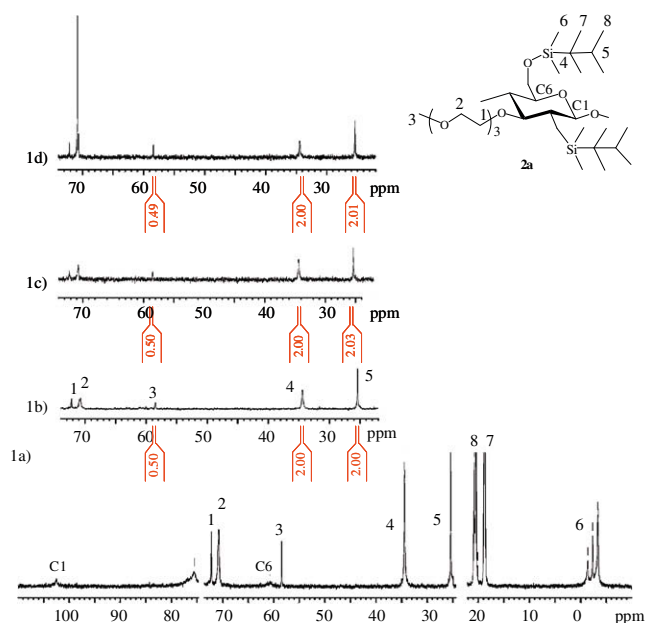 6 7 8
Si
O 4 5
C6
O C1
3 2 1 O O
( O ) 3
Si
2a
1d)
70 60 50 40 30 ppm
0.49 2.00 2.01
1c)
70 60 50 40 30 ppm
0.50 2.00 2.03
1b)
1 2 3 4 5
70 60 50 40 30 ppm
0.50 2.00 2.00
1a)
C1 1 2 C6 3 4 5 8 7 6
100 90 80 70 60 50 40 30 20 10 0 ppm